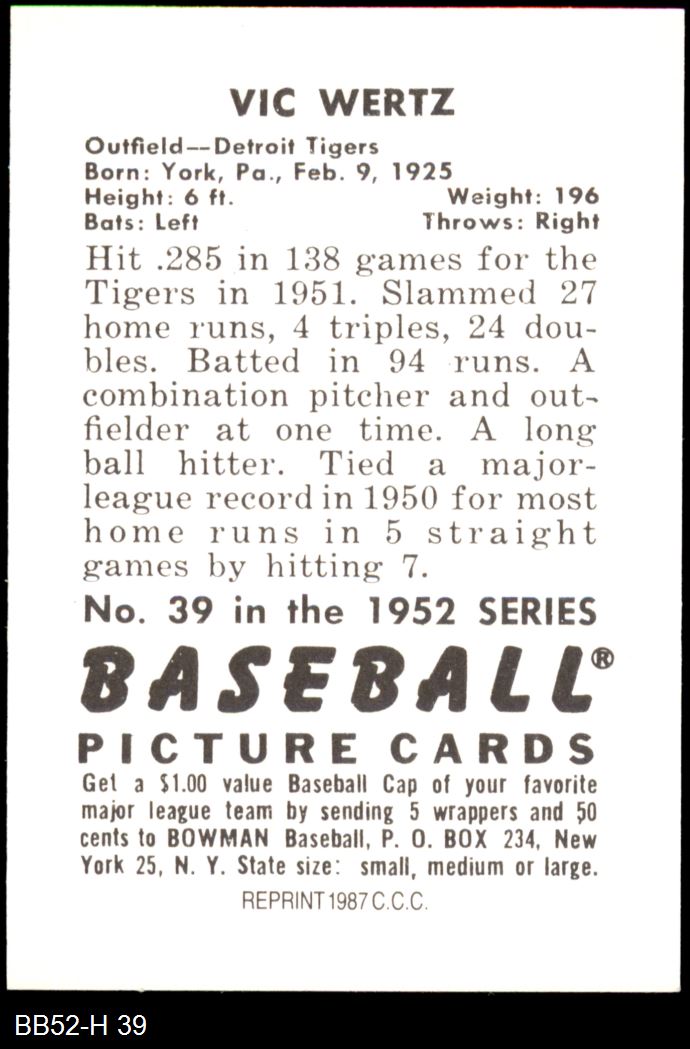 VIC WERTZ
Outfield—Detroit Tigers
Born: York, Pa., Feb. 9, 1925
Height: 6 ft. Weight: 196
Bats: Left Throws: Right
Hit .285 in 138 games for the
Tigers in 1951. Slammed 27
home runs, 4 triples, 24 dou-
bles. Batted in 94 runs. A
combination pitcher and out-
fielder at one time. A long
ball hitter. Tied a major-
league record in 1950 for most
home runs in 5 straight
games by hitting 7.
No. 39 in the 1952 SERIES
BASEBALL®
PICTURE CARDS
Get a $1.00 value Baseball Cap of your favorite
major league team by sending 5 wrappers and 50
cents to BOWMAN Baseball, P. O. BOX 234, New
York 25, N. Y. State size: small, medium or large.
REPRINT 1987 C.C.C.
BB52-H 39